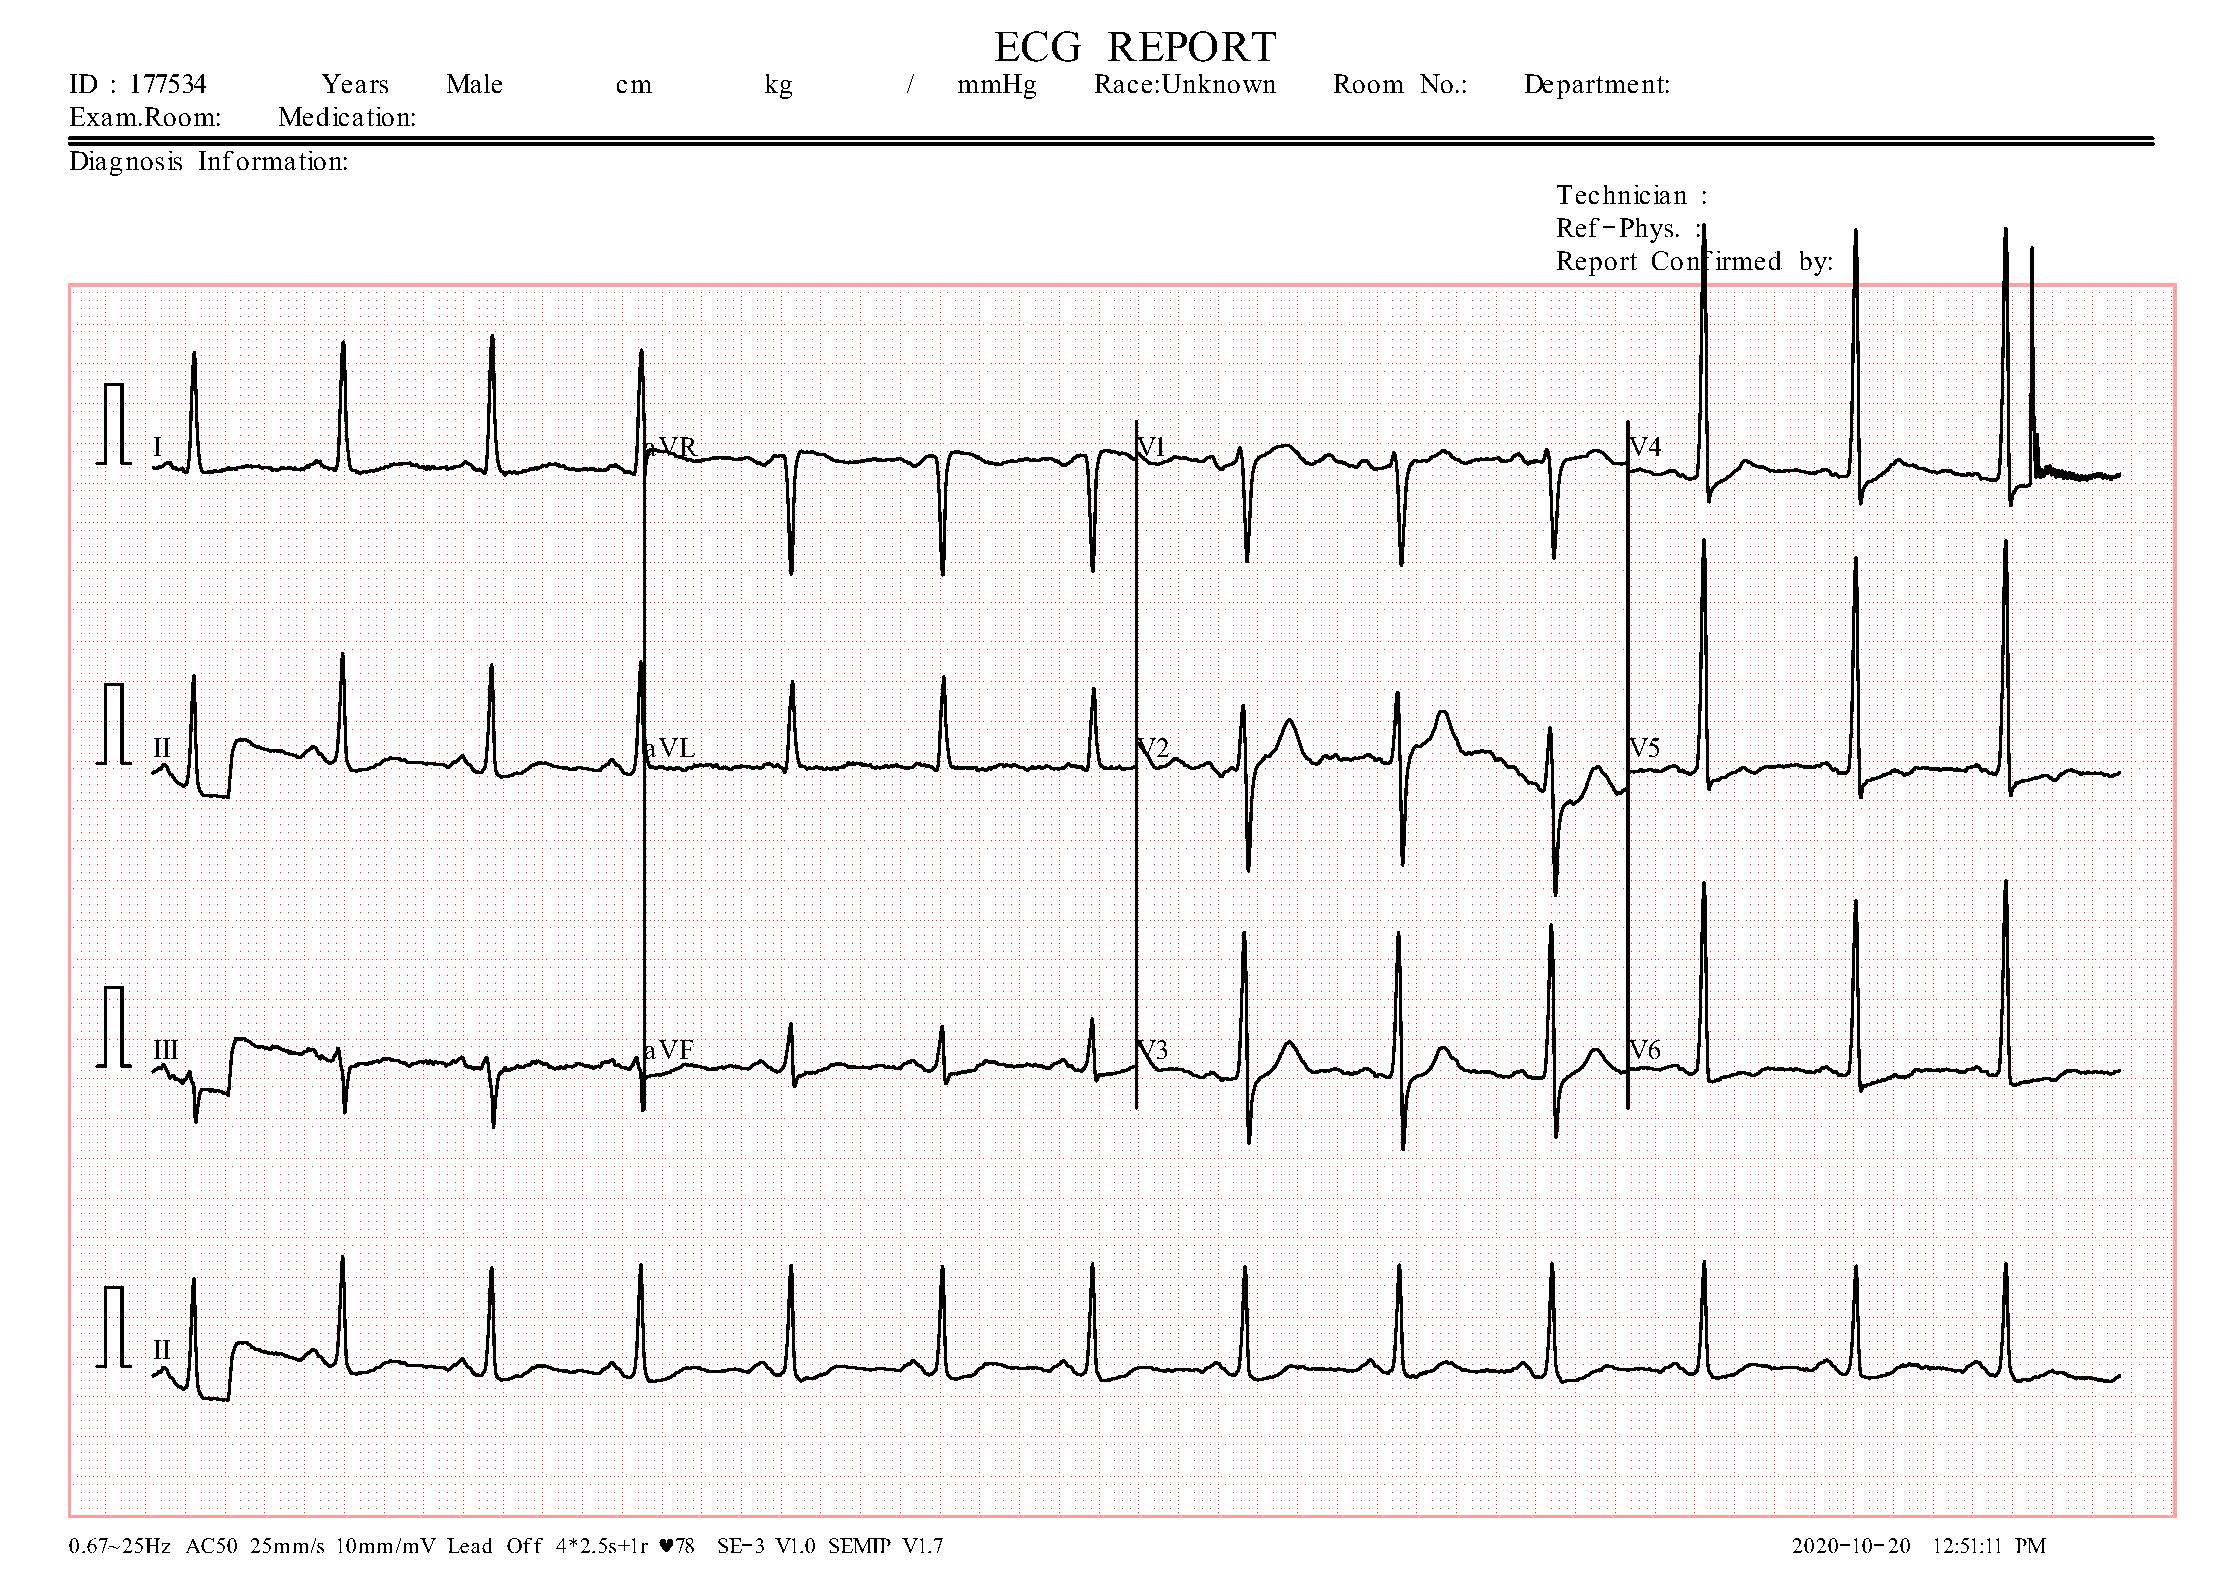 ECG REPORT
ID : 177534 Years Male cm kg / mmHg Race:Unknown Room No.: Department:
Exam.Room: Medication:
Diagnosis Information:
Technician :
Ref-Phys. :
Report Confirmed by:
I aVR V1 V4
II aVL V2 V5
III aVF V3 V6
II
0.67~25Hz AC50 25mm/s 10mm/mV Lead Off 4*2.5s+1r ♥78 SE-3 V1.0 SEMIP V1.7 2020-10-20 12:51:11 PM